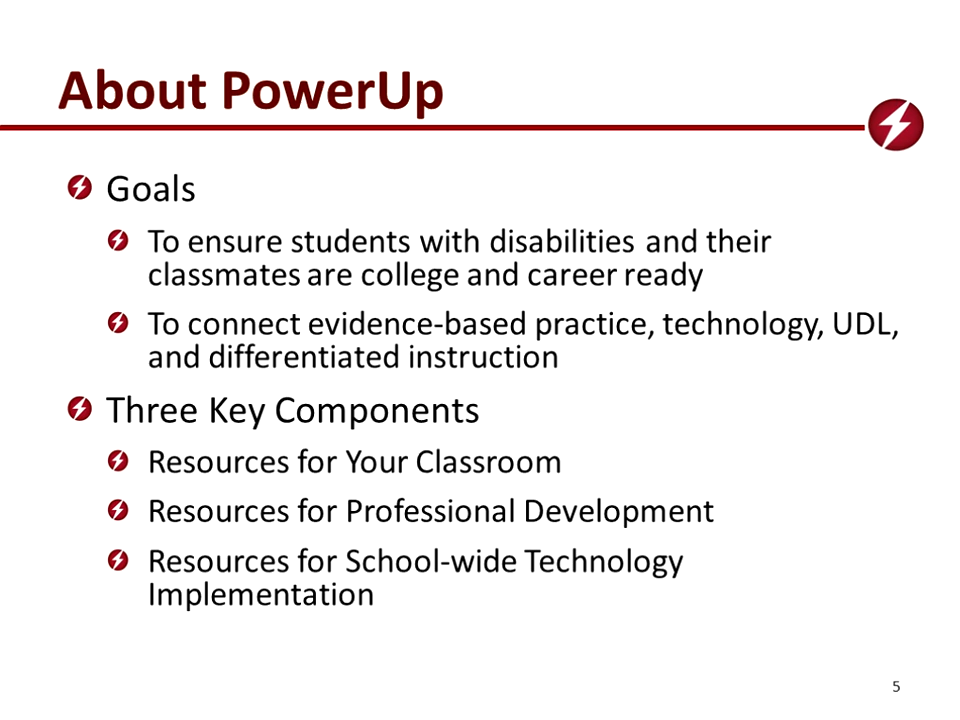 About PowerUp
Goals
To ensure students with disabilities and their
classmates are college and career ready
To connect evidence-based practice, technology, UDL,
and differentiated instruction
Three Key Components
Resources for Your Classroom
Resources for Professional Development
Resources for School-wide Technology
Implementation
5